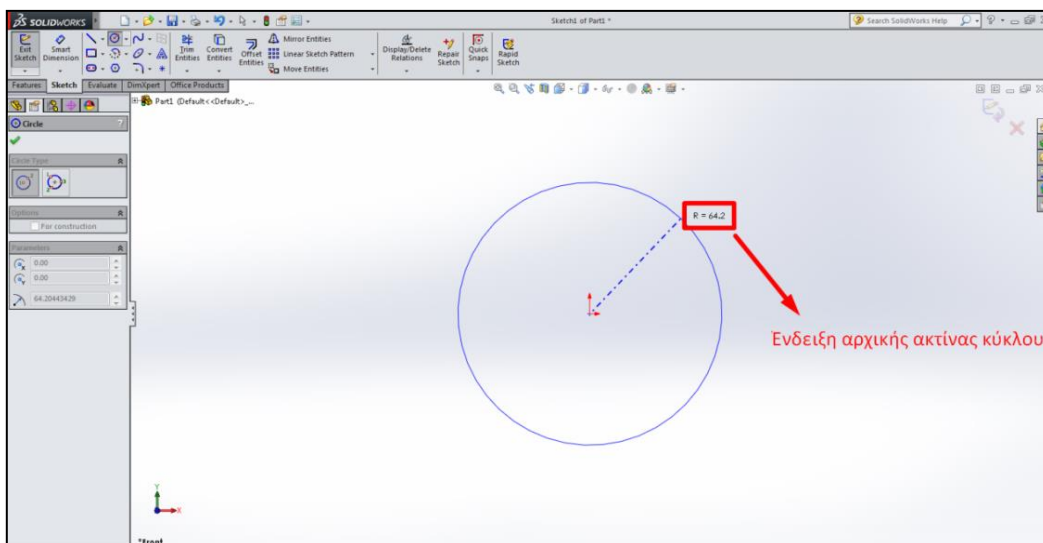 SOLIDWORKS
Sketch1 of Part1 *
Search SolidWorks Help
Exit Sketch
Smart Dimension
Trim Entities
Convert Entities
Offset Entities
Mirror Entities
Linear Sketch Pattern
Move Entities
Display/Delete Relations
Repair Sketch
Quick Snaps
Rapid Sketch
Features Sketch Evaluate DimXpert Office Products
Part1 (Default<<Default>_...
Circle
?
Circle Type
Options
For construction
Parameters
0.00
0.00
64.20443429
R = 64.2
Ένδειξη αρχικής ακτίνας κύκλου
Y
X
*Front